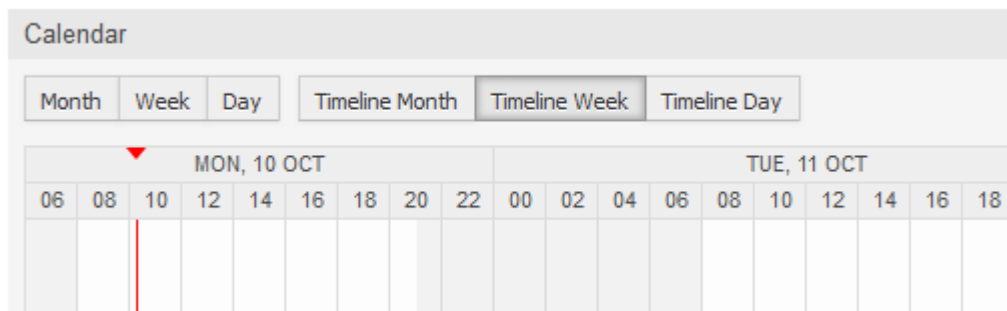 Calendar
Month Week Day Timeline Month Timeline Week Timeline Day
MON, 10 OCT TUE, 11 OCT
06 08 10 12 14 16 18 20 22 00 02 04 06 08 10 12 14 16 18